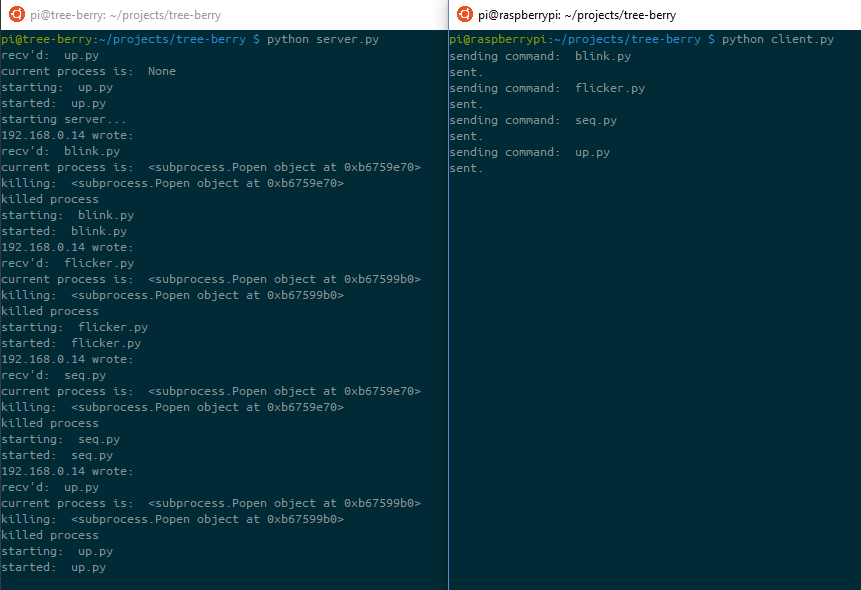 pi@tree-berry: ~/projects/tree-berry
pi@tree-berry:~/projects/tree-berry $ python server.py
recv'd:  up.py
current process is:  None
starting:  up.py
started:  up.py
starting server...
192.168.0.14 wrote:
recv'd:  blink.py
current process is:  <subprocess.Popen object at 0xb6759e70>
killing:  <subprocess.Popen object at 0xb6759e70>
killed process
starting:  blink.py
started:  blink.py
192.168.0.14 wrote:
recv'd:  flicker.py
current process is:  <subprocess.Popen object at 0xb67599b0>
killing:  <subprocess.Popen object at 0xb67599b0>
killed process
starting:  flicker.py
started:  flicker.py
192.168.0.14 wrote:
recv'd:  seq.py
current process is:  <subprocess.Popen object at 0xb6759e70>
killing:  <subprocess.Popen object at 0xb6759e70>
killed process
starting:  seq.py
started:  seq.py
192.168.0.14 wrote:
recv'd:  up.py
current process is:  <subprocess.Popen object at 0xb67599b0>
killing:  <subprocess.Popen object at 0xb67599b0>
killed process
starting:  up.py
started:  up.py
pi@raspberrypi: ~/projects/tree-berry
pi@raspberrypi:~/projects/tree-berry $ python client.py
sending command:  blink.py
sent.
sending command:  flicker.py
sent.
sending command:  seq.py
sent.
sending command:  up.py
sent.